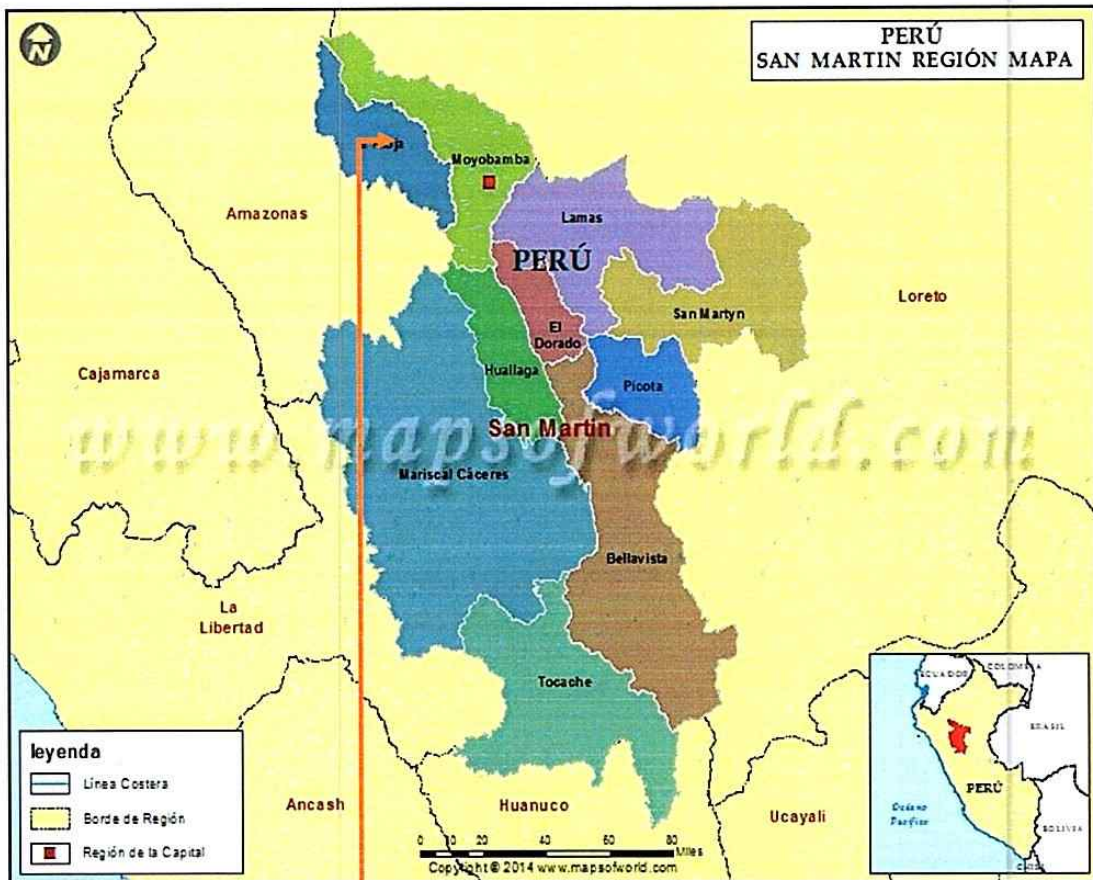 N
PERÚ
SAN MARTIN REGIÓN MAPA
Moyobamba
Lamas
Amazonas
PERÚ
San Martyn
Loreto
El
Dorado
Cajamarca
Huallaga
Picota
San Martin
www.mapsofworld.com
Mariscal Cáceres
Bellavista
La
Libertad
Tocache
leyenda
Línea Costera
Borde de Región
Región de la Capital
Ancash
Huanuco
Ucayali
0 20 40 60 80
Miles
Copyright © 2014 www.mapsofworld.com
ECUADOR
COLOMBIA
BRASIL
PERÚ
Océano
Pacífico
BOLIVIA